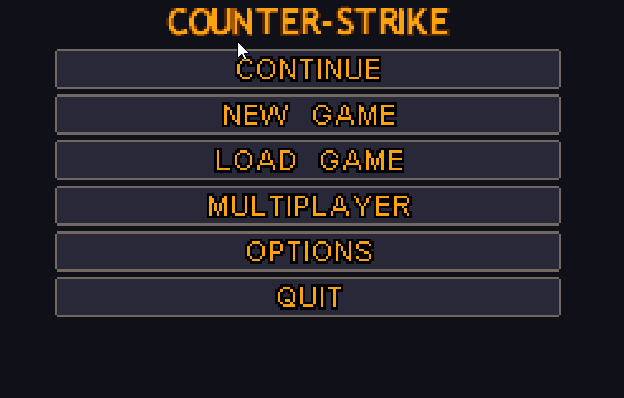 COUNTER-STRIKE
CONTINUE
NEW GAME
LOAD GAME
MULTIPLAYER
OPTIONS
QUIT